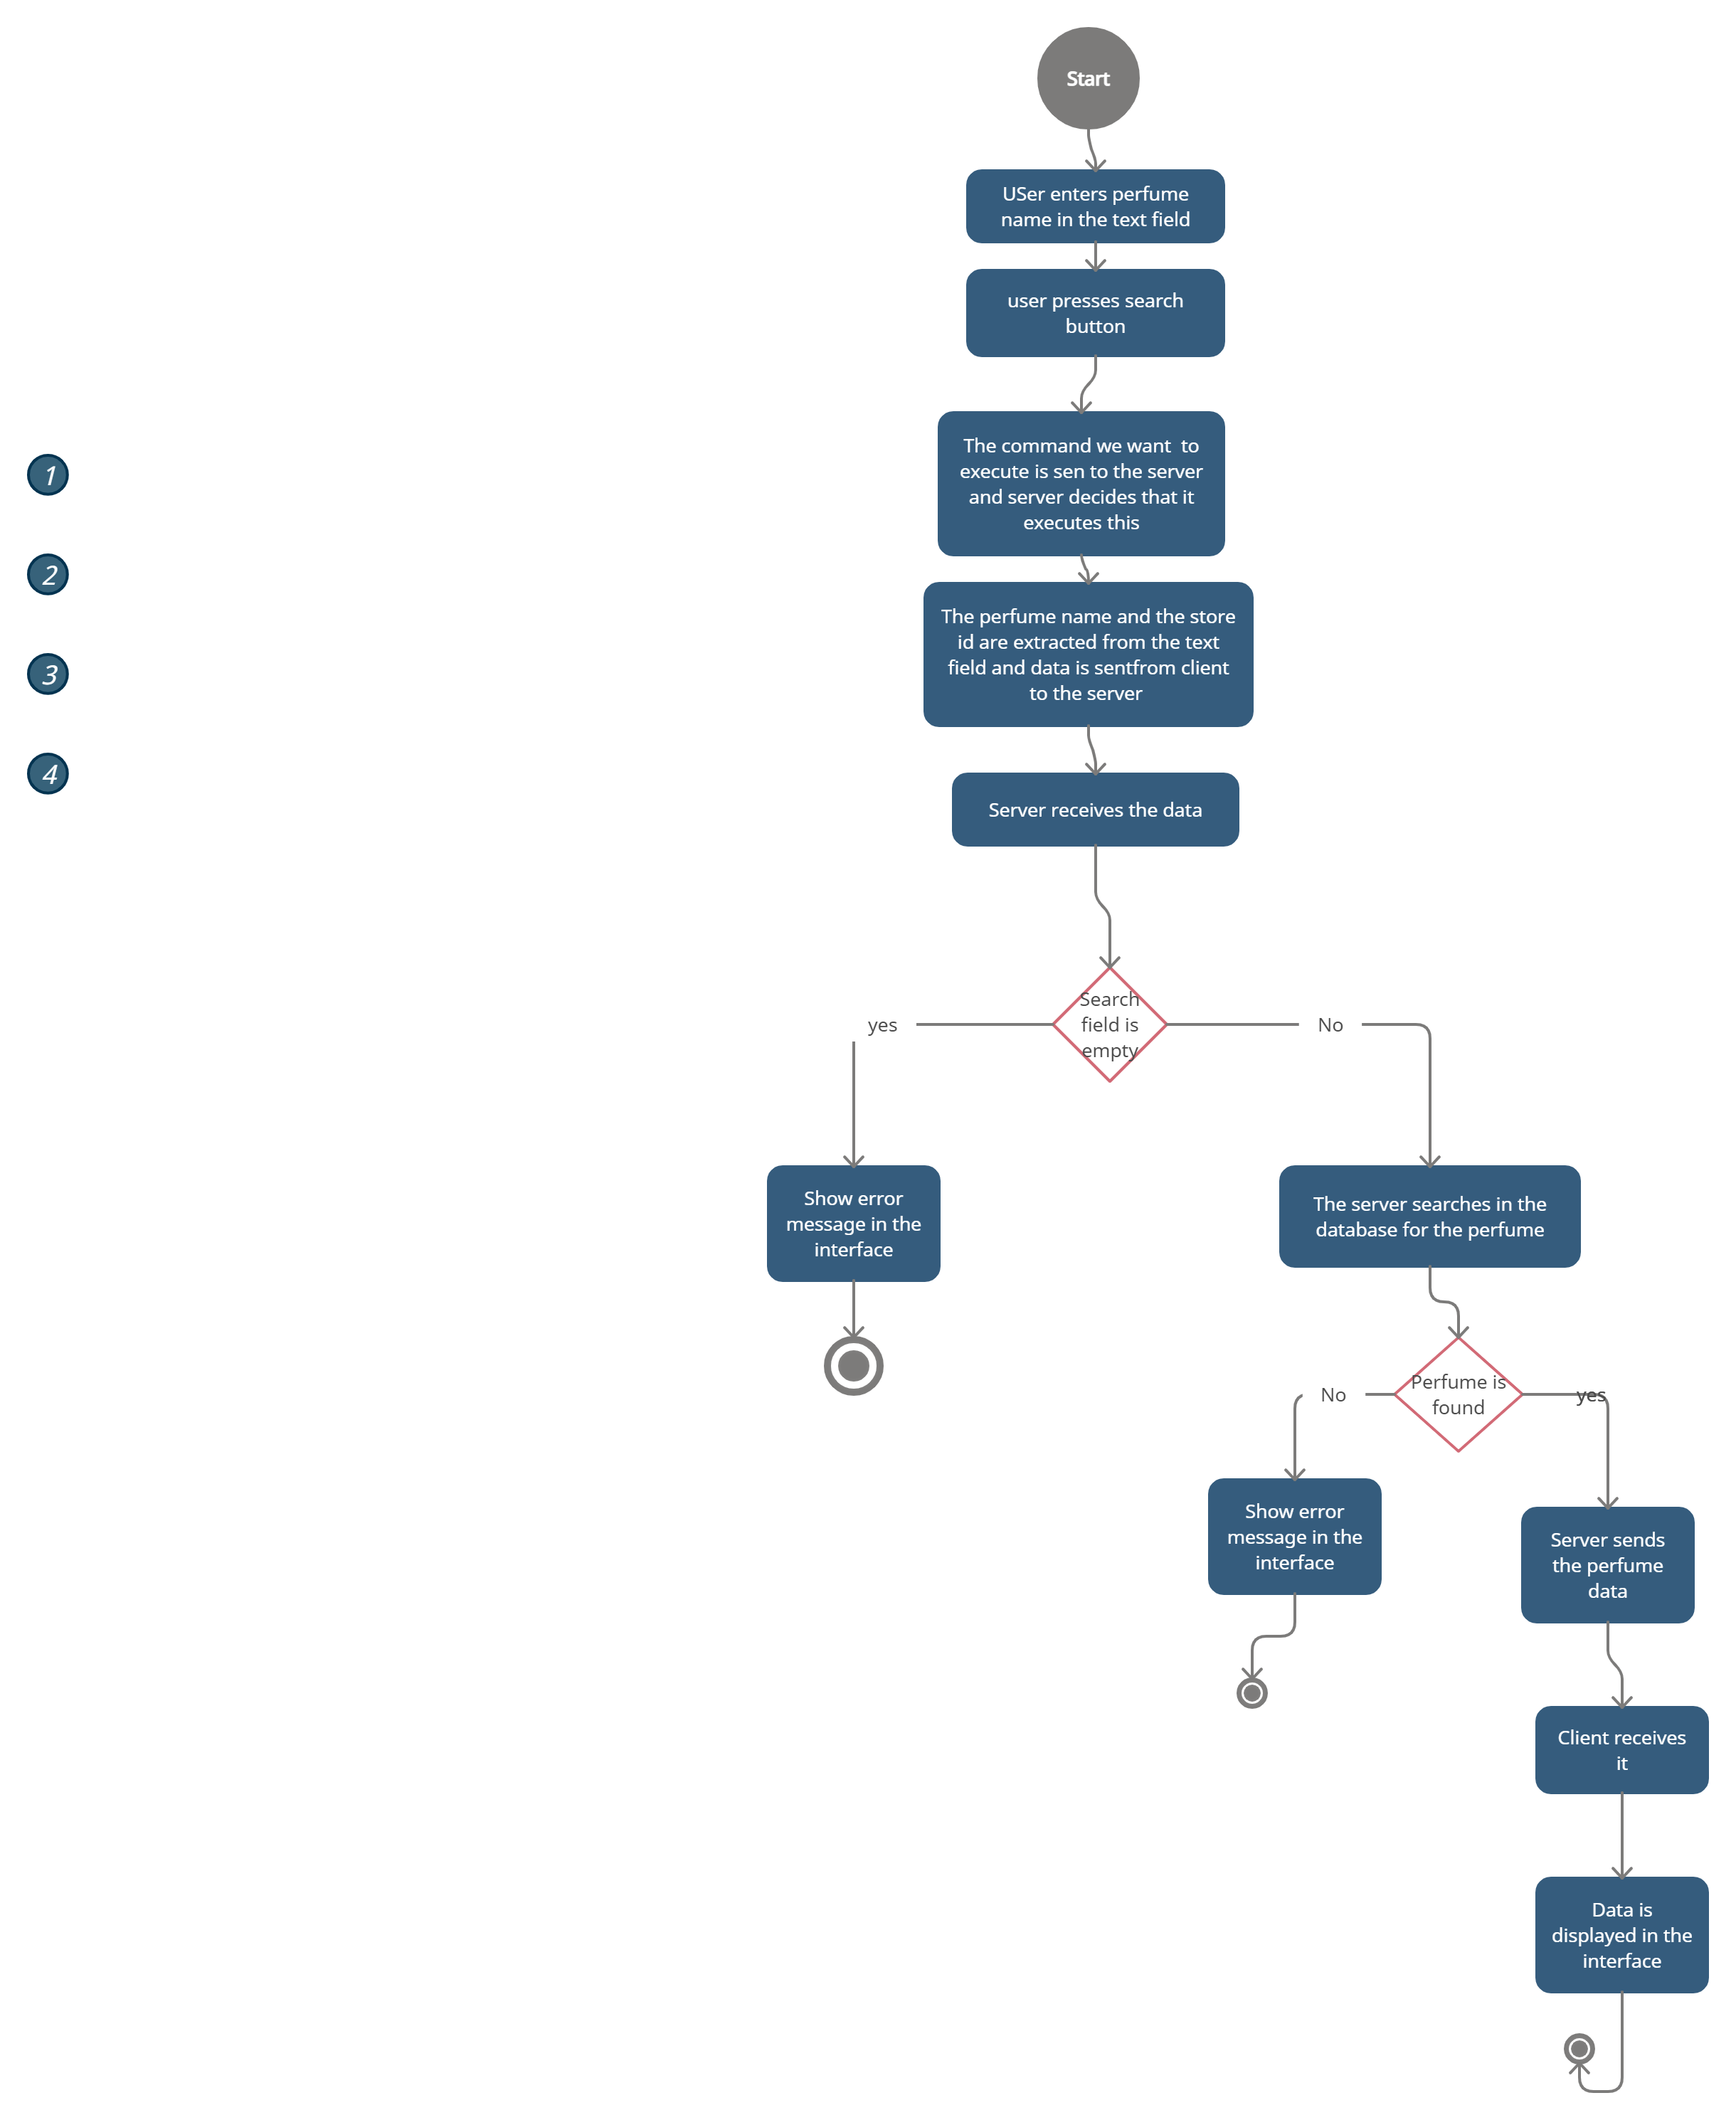 Start
USer enters perfume
name in the text field
user presses search
button
The command we want  to
execute is sen to the server
and server decides that it
executes this
1
2
3
4
The perfume name and the store
id are extracted from the text
field and data is sentfrom client
to the server
Server receives the data
Search
field is
empty
yes
No
Show error
message in the
interface
The server searches in the
database for the perfume
Perfume is
found
No
yes
Show error
message in the
interface
Server sends
the perfume
data
Client receives
it
Data is
displayed in the
interface